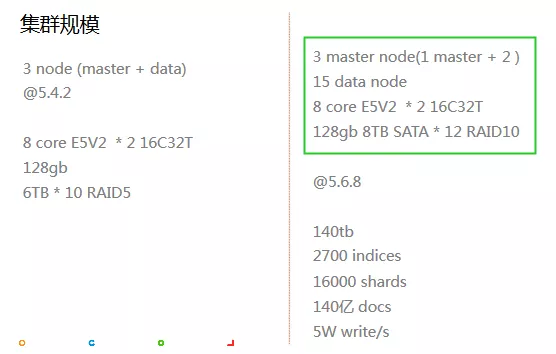 集群规模
3 node (master + data)
@5.4.2
8 core E5V2 * 2 16C32T
128gb
6TB * 10 RAID5
3 master node(1 master + 2 )
15 data node
8 core E5V2 * 2 16C32T
128gb 8TB SATA * 12 RAID10
@5.6.8
140tb
2700 indices
16000 shards
140亿 docs
5W write/s